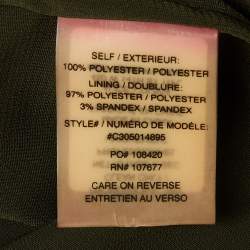 SELF / EXTERIEUR:
100% POLYESTER / POLYESTER
LINING / DOUBLURE:
97% POLYESTER / POLYESTER
3% SPANDEX / SPANDEX
STYLE# / NUMÉRO DE MODÈLE:
#C305014895
PO# 108420
RN# 107677
CARE ON REVERSE
ENTRETIEN AU VERSO